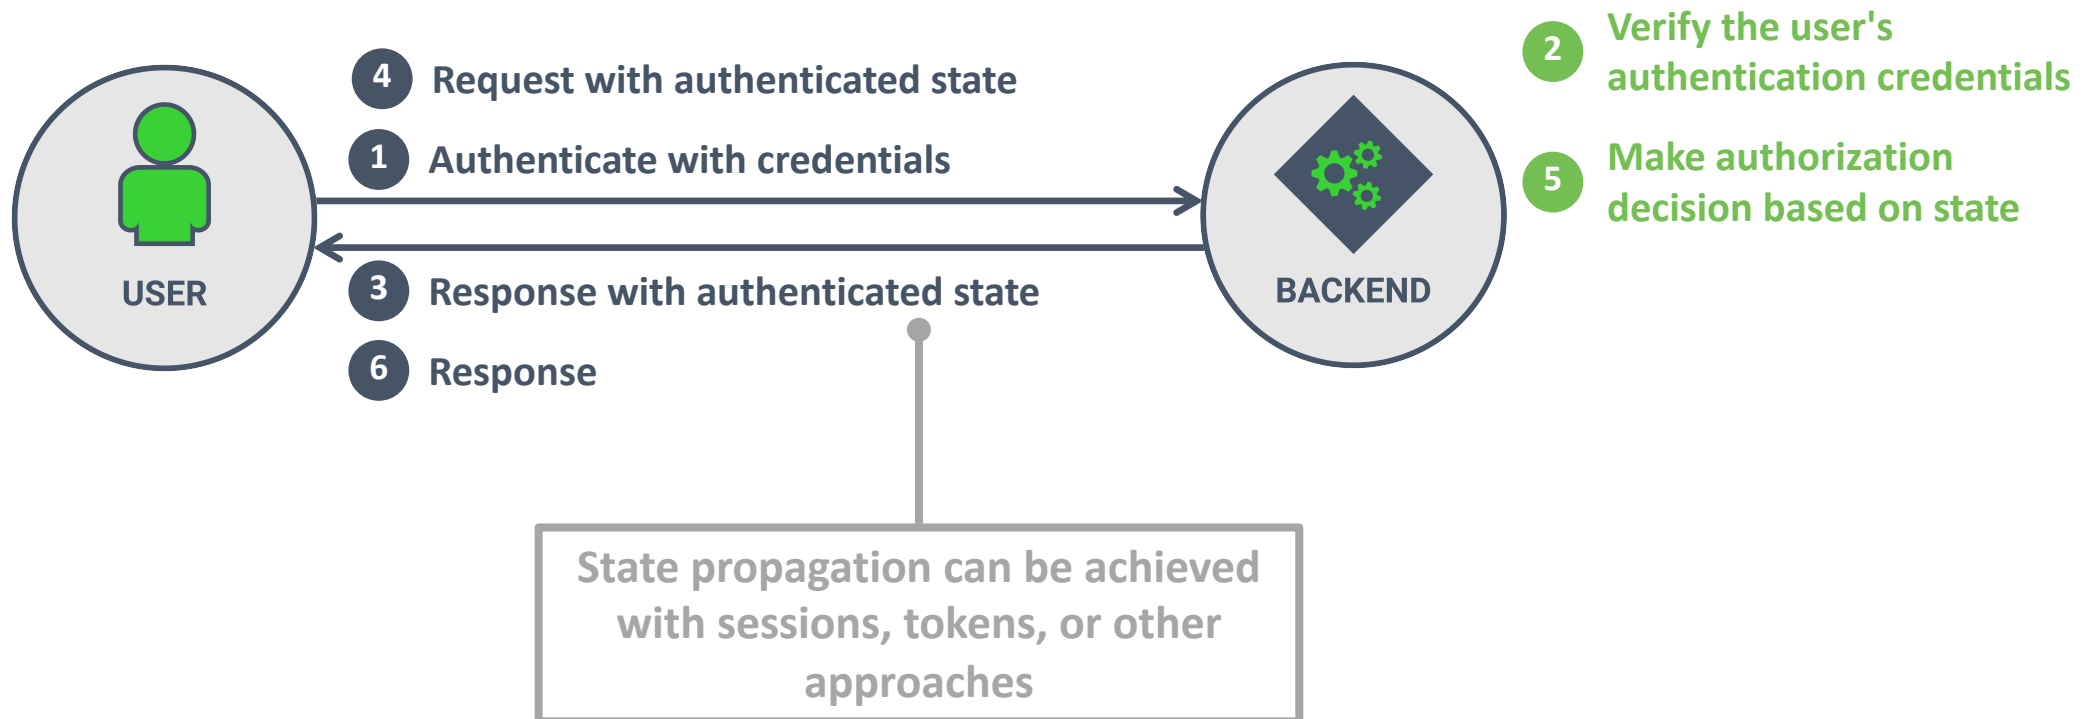 4 Request with authenticated state
1 Authenticate with credentials
USER
3 Response with authenticated state
6 Response
BACKEND
2 Verify the user's
authentication credentials
5 Make authorization
decision based on state
State propagation can be achieved
with sessions, tokens, or other
approaches